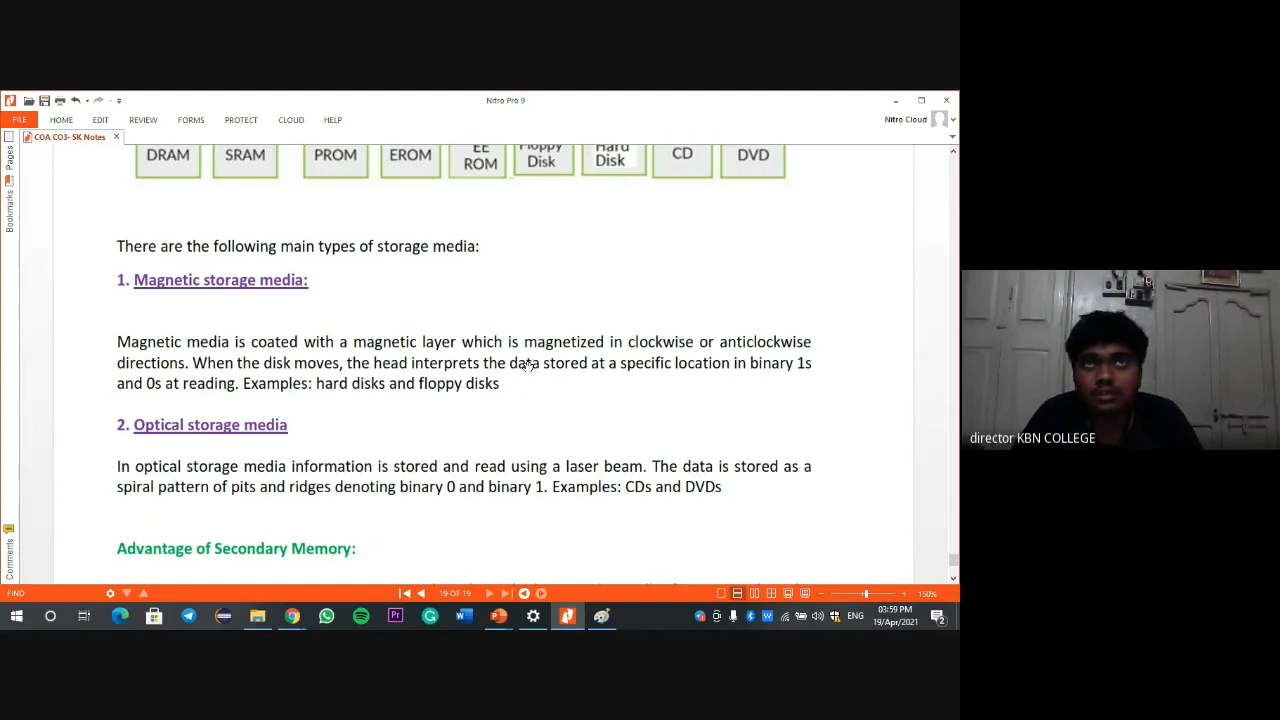 Nitro Pro 9
FILE HOME EDIT REVIEW FORMS PROTECT CLOUD HELP
Nitro Cloud
COA CO3- SK Notes
Pages
Bookmarks
Comments
DRAM SRAM PROM EROM EE ROM Floppy Disk Hard Disk CD DVD
There are the following main types of storage media:
1. Magnetic storage media:
Magnetic media is coated with a magnetic layer which is magnetized in clockwise or anticlockwise
directions. When the disk moves, the head interprets the data stored at a specific location in binary 1s
and 0s at reading. Examples: hard disks and floppy disks
2. Optical storage media
In optical storage media information is stored and read using a laser beam. The data is stored as a
spiral pattern of pits and ridges denoting binary 0 and binary 1. Examples: CDs and DVDs
Advantage of Secondary Memory:
FIND
19 OF 19
150%
ENG
03:59 PM
19/Apr/2021
2
director KBN COLLEGE